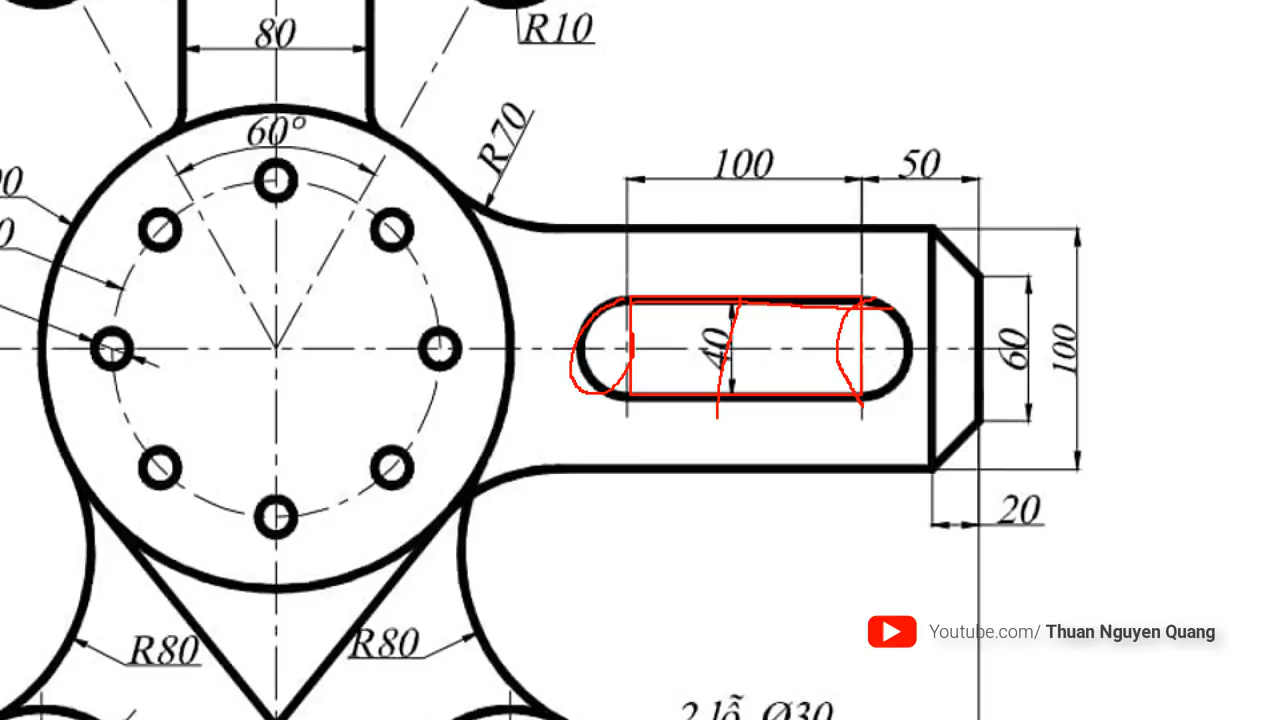 80
R10
R70
60°
100
50
40
60
100
20
R80
R80
Youtube.com/ Thuan Nguyen Quang
2 lỗ Ø30